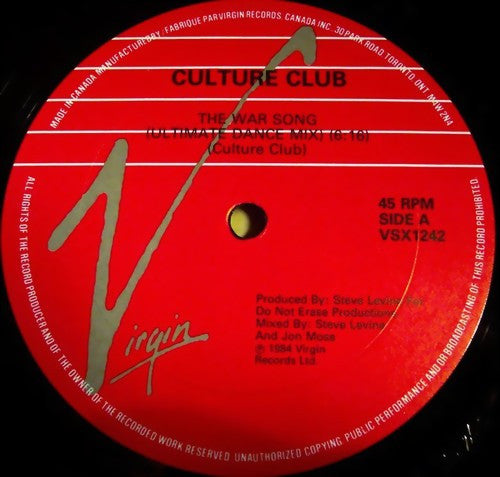 MADE IN CANADA MANUFACTURED BY / FABRIQUE PAR VIRGIN RECORDS, CANADA INC., 30 PARK ROAD, TORONTO, ONT. M4W 2N4
CULTURE CLUB
THE WAR SONG
(ULTIMATE DANCE MIX) (6:16)
(Culture Club)
45 RPM
SIDE A
VSX1242
Virgin
Produced By: Steve Levine For
Do Not Erase Productions
Mixed By: Steve Levine
And Jon Moss
℗ 1984 Virgin
Records Ltd.
ALL RIGHTS OF THE RECORD PRODUCER AND OF THE OWNER OF THE RECORDED WORK RESERVED UNAUTHORIZED COPYING PUBLIC PERFORMANCE AND/OR BROADCASTING OF THIS RECORD PROHIBITED